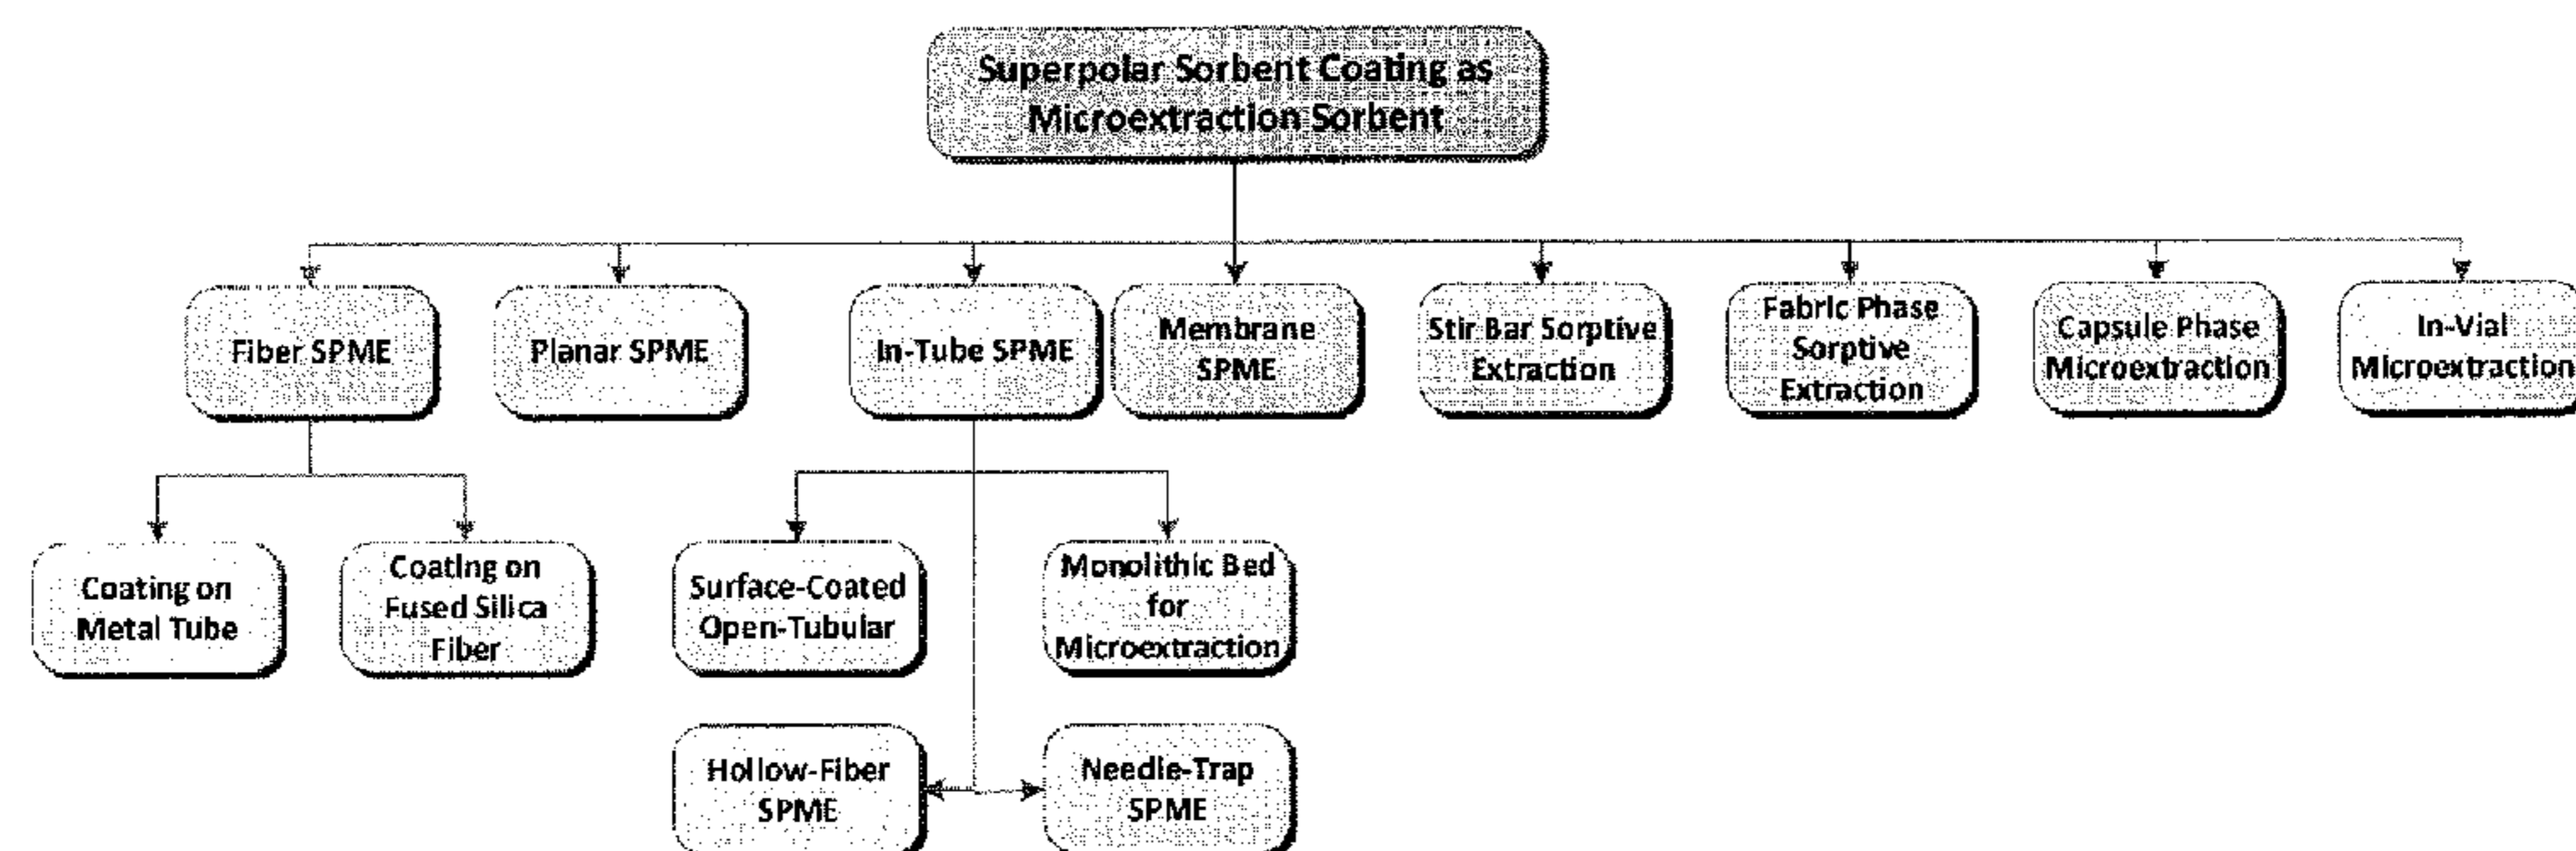 Superpolar Sorbent Coating as
Microextraction Sorbent
Fiber SPME
Planar SPME
In-Tube SPME
Membrane
SPME
Stir Bar Sorptive
Extraction
Fabric Phase
Sorptive
Extraction
Capsule Phase
Microextraction
In-Vial
Microextraction
Coating on
Metal Tube
Coating on
Fused Silica
Fiber
Surface-Coated
Open-Tubular
Monolithic Bed
for
Microextraction
Hollow-Fiber
SPME
Needle-Trap
SPME